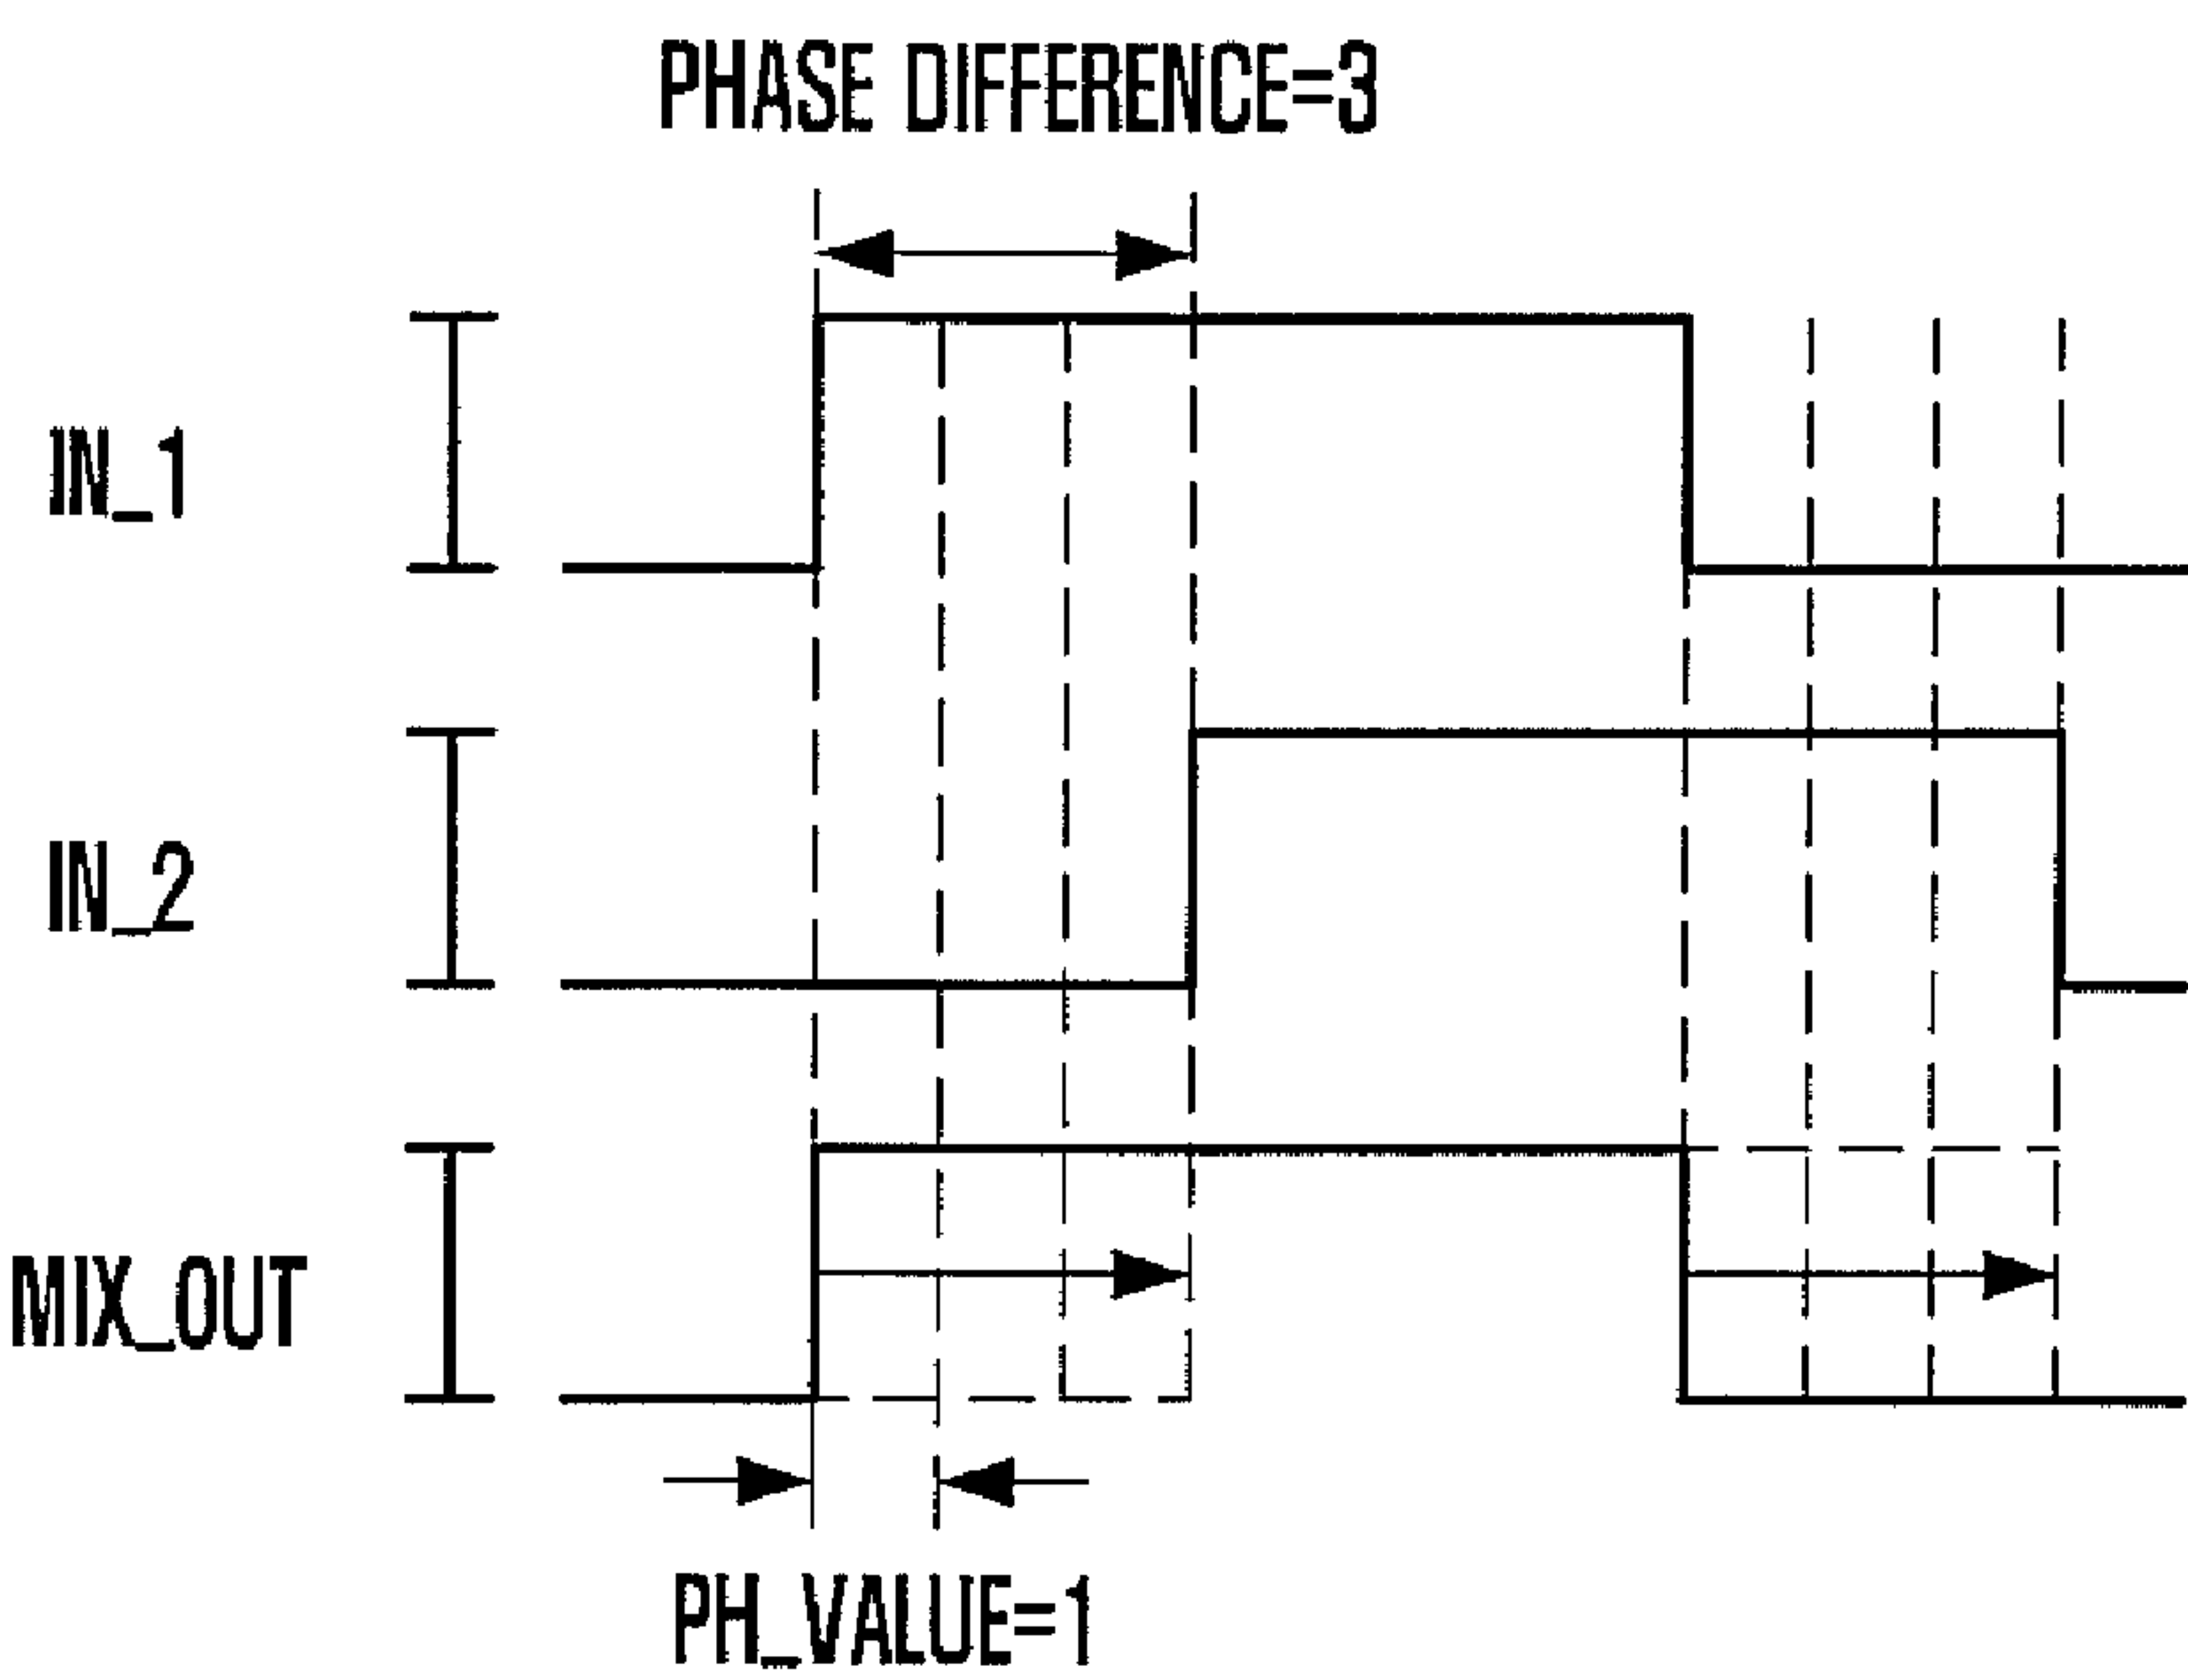 PHASE DIFFERENCE=3
IN_1
IN_2
MIX_OUT
PH_VALUE=1